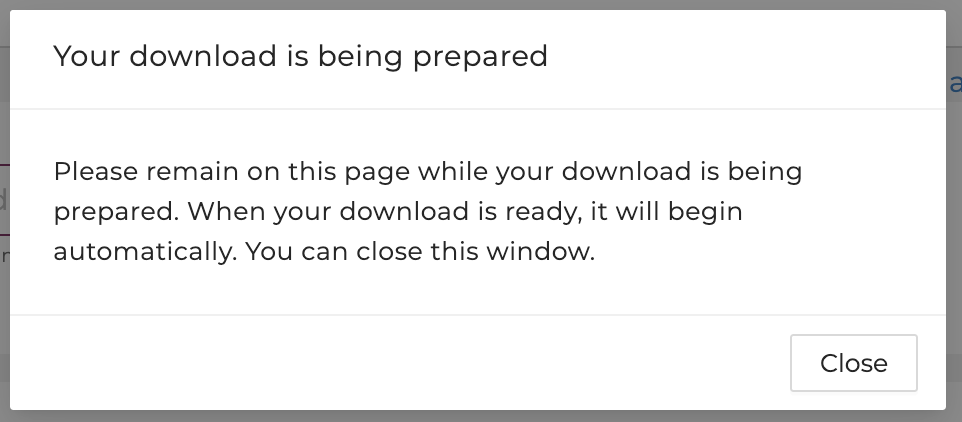 Your download is being prepared
Please remain on this page while your download is being
prepared. When your download is ready, it will begin
automatically. You can close this window.
Close